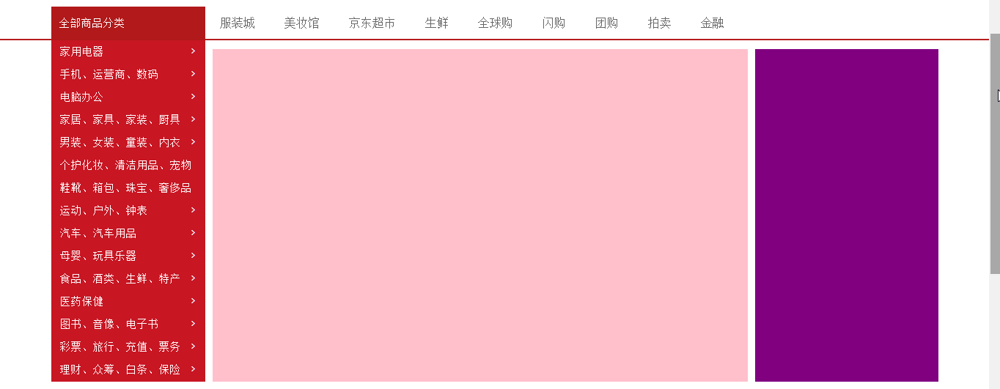 全部商品分类 服装城 美妆馆 京东超市 生鲜 全球购 闪购 团购 拍卖 金融
家用电器 >
手机、运营商、数码 >
电脑办公 >
家居、家具、家装、厨具 >
男装、女装、童装、内衣 >
个护化妆、清洁用品、宠物
鞋靴、箱包、珠宝、奢侈品
运动、户外、钟表 >
汽车、汽车用品 >
母婴、玩具乐器 >
食品、酒类、生鲜、特产 >
医药保健 >
图书、音像、电子书 >
彩票、旅行、充值、票务 >
理财、众筹、白条、保险 >